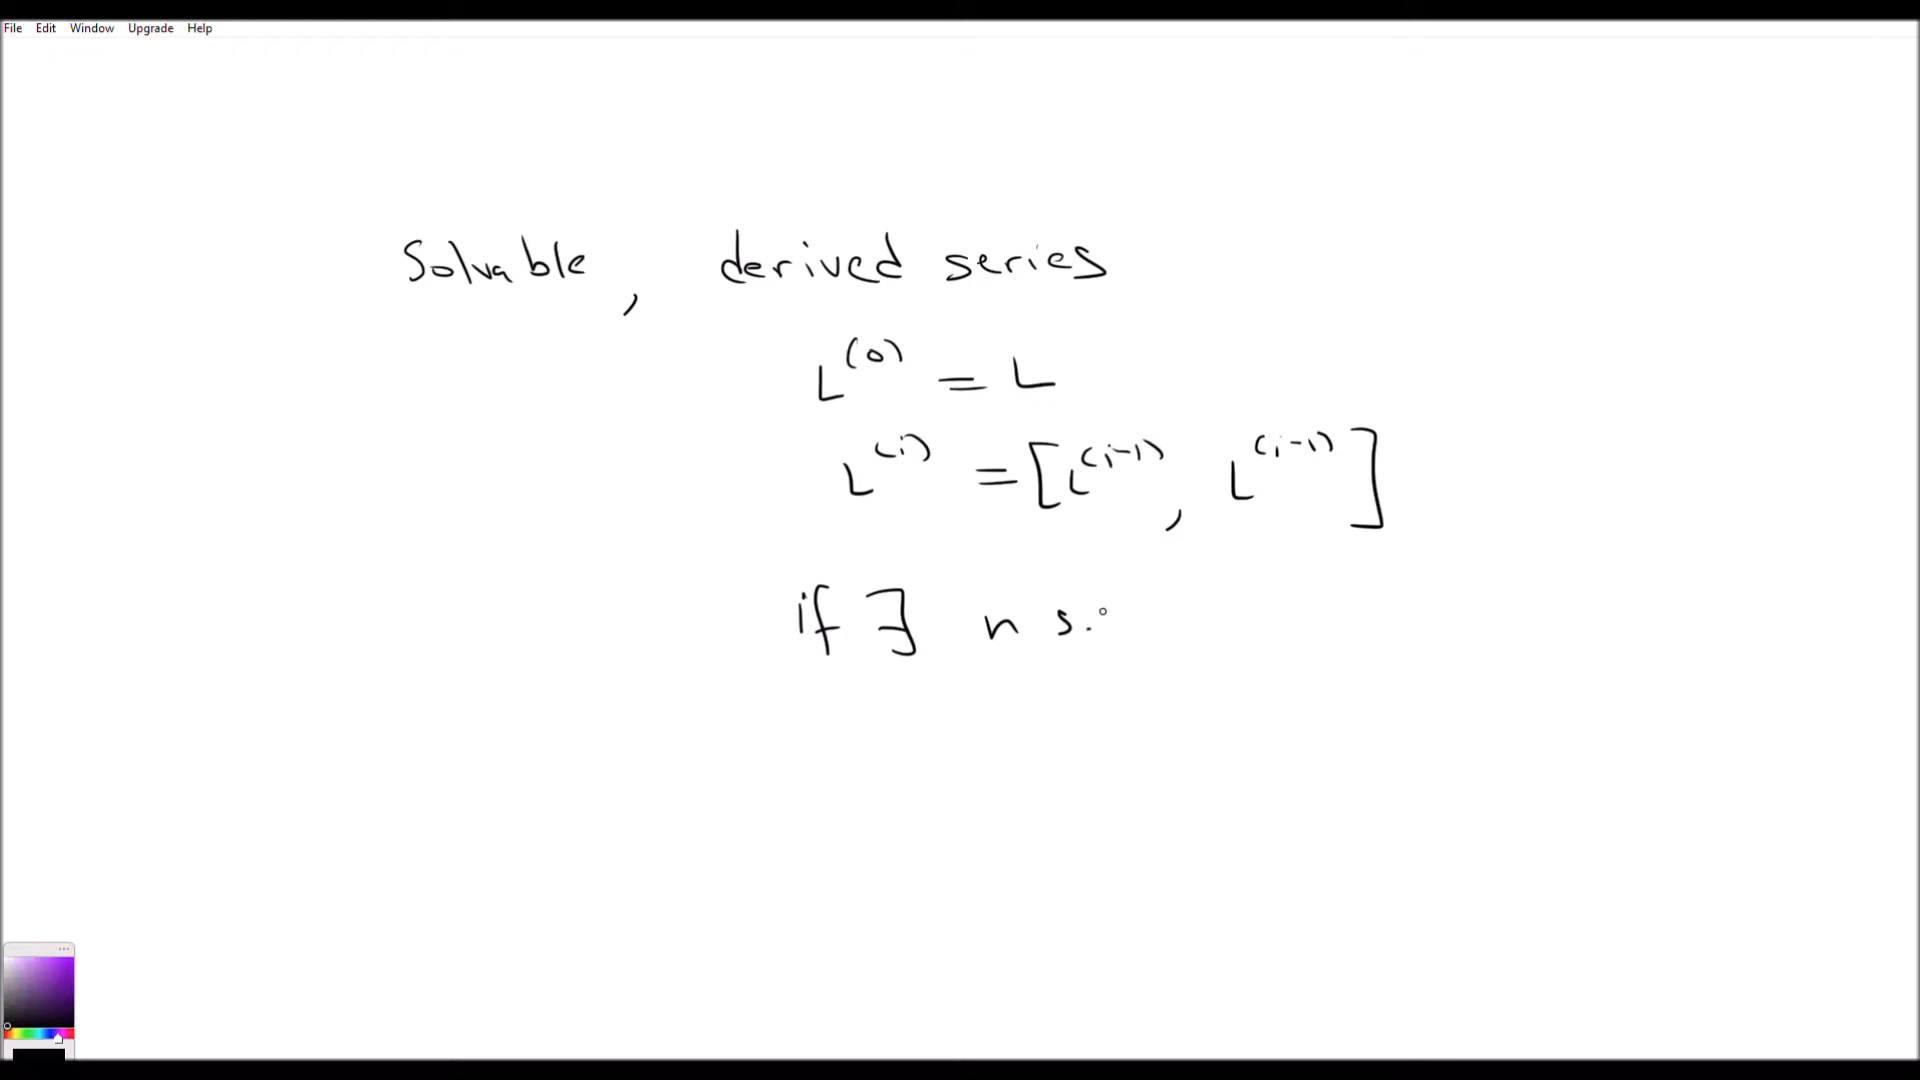 File Edit Window Upgrade Help
Solvable, derived series
L^(0) = L
L^(i) = [L^(i-1), L^(i-1)]
if ∃ n s.